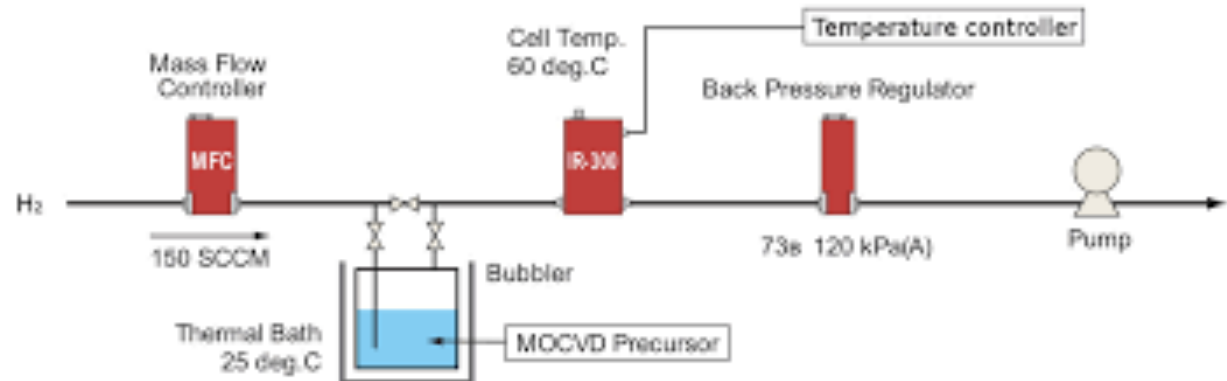 Temperature controller
Cell Temp.
60 deg.C
Mass Flow
Controller
Back Pressure Regulator
MFC
IR-300
H₂
150 SCCM
73в 120 kPa(A)
Pump
Bubbler
Thermal Bath
25 deg.C
MOCVD Precursor